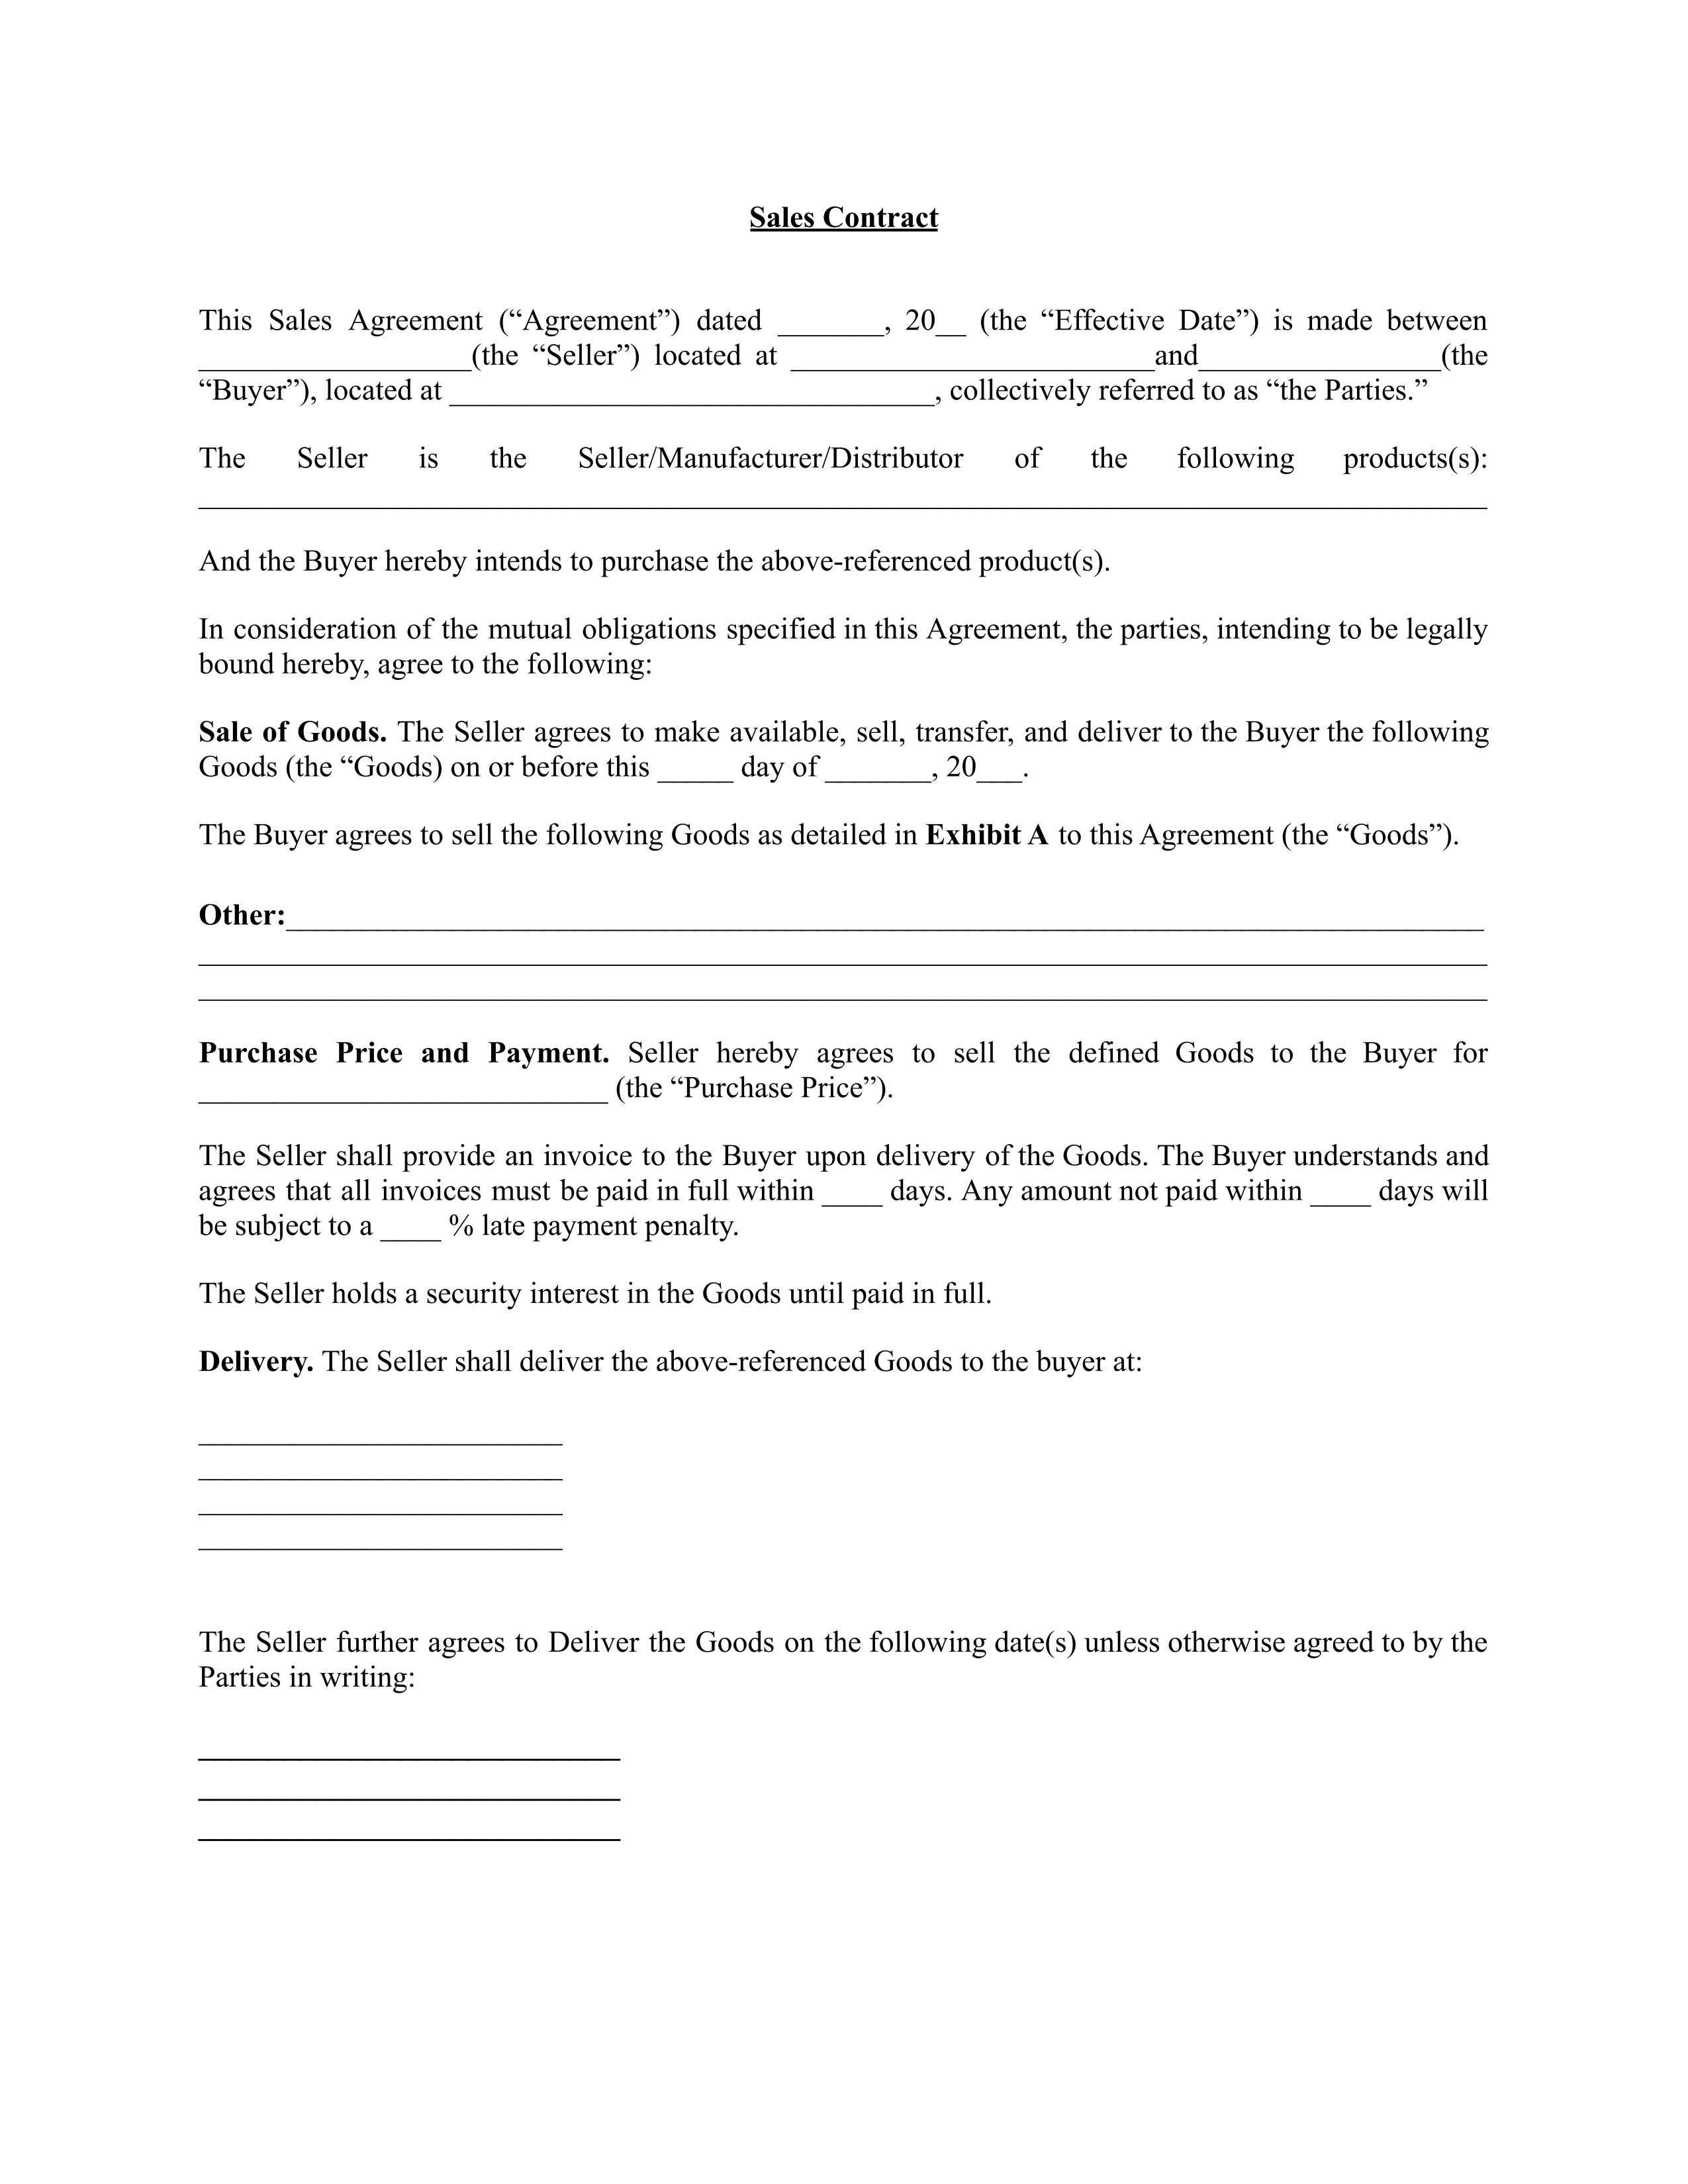 Sales Contract
This Sales Agreement (“Agreement”) dated _______, 20__ (the “Effective Date”) is made between
__________________(the “Seller”) located at ________________________and________________(the
“Buyer”), located at ________________________________, collectively referred to as “the Parties.”
The Seller is the Seller/Manufacturer/Distributor of the following products(s):
_____________________________________________________________________________________
And the Buyer hereby intends to purchase the above-referenced product(s).
In consideration of the mutual obligations specified in this Agreement, the parties, intending to be legally
bound hereby, agree to the following:
Sale of Goods. The Seller agrees to make available, sell, transfer, and deliver to the Buyer the following
Goods (the “Goods) on or before this _____ day of _______, 20___.
The Buyer agrees to sell the following Goods as detailed in Exhibit A to this Agreement (the “Goods”).
Other:_______________________________________________________________________________
_____________________________________________________________________________________
_____________________________________________________________________________________
Purchase Price and Payment. Seller hereby agrees to sell the defined Goods to the Buyer for
___________________________ (the “Purchase Price”).
The Seller shall provide an invoice to the Buyer upon delivery of the Goods. The Buyer understands and
agrees that all invoices must be paid in full within ____ days. Any amount not paid within ____ days will
be subject to a ____ % late payment penalty.
The Seller holds a security interest in the Goods until paid in full.
Delivery. The Seller shall deliver the above-referenced Goods to the buyer at:
________________________
________________________
________________________
________________________
The Seller further agrees to Deliver the Goods on the following date(s) unless otherwise agreed to by the
Parties in writing:
________________________
________________________
________________________